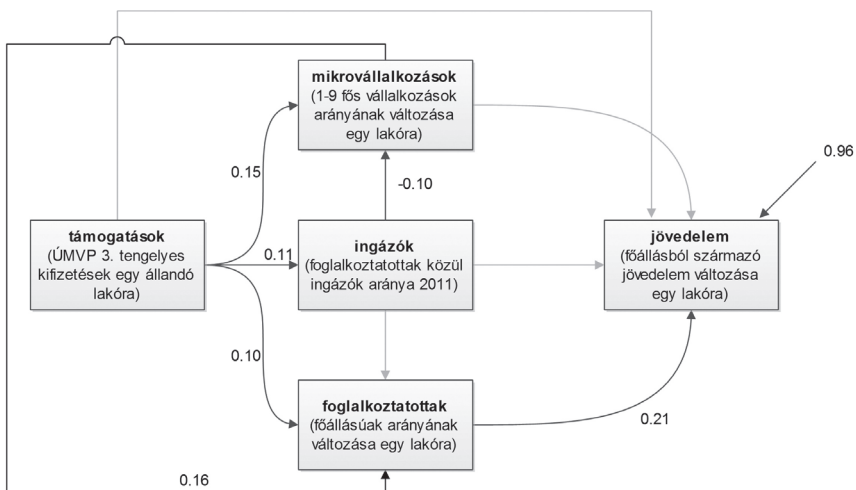 mikrovállalkozások
(1-9 fős vállalkozások
arányának változása
egy lakóra)
0.96
0.15
-0.10
támogatások
(ÚMVP 3. tengelyes
kifizetések egy állandó
lakóra)
0.11
ingázók
(foglalkoztatottak közül
ingázók aránya 2011)
jövedelem
(főállásból származó
jövedelem változása
egy lakóra)
0.10
foglalkoztatottak
(főállásúak arányának
változása egy lakóra)
0.21
0.16